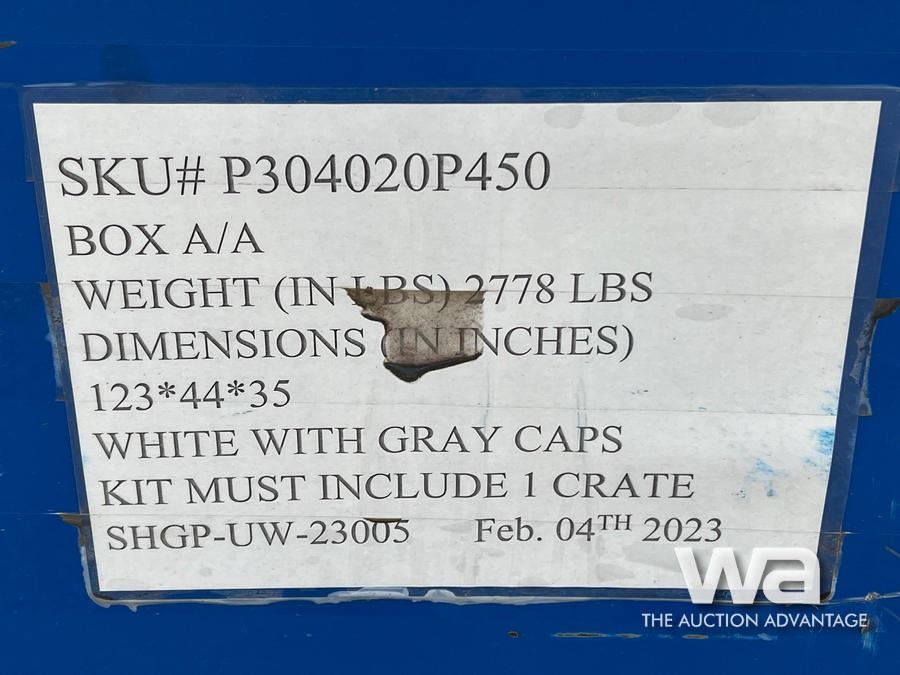 SKU# P304020P450
BOX A/A
WEIGHT (IN LBS) 2778 LBS
DIMENSIONS (IN INCHES)
123*44*35
WHITE WITH GRAY CAPS
KIT MUST INCLUDE 1 CRATE
SHGP-UW-23005 Feb. 04TH 2023
wa
THE AUCTION ADVANTAGE